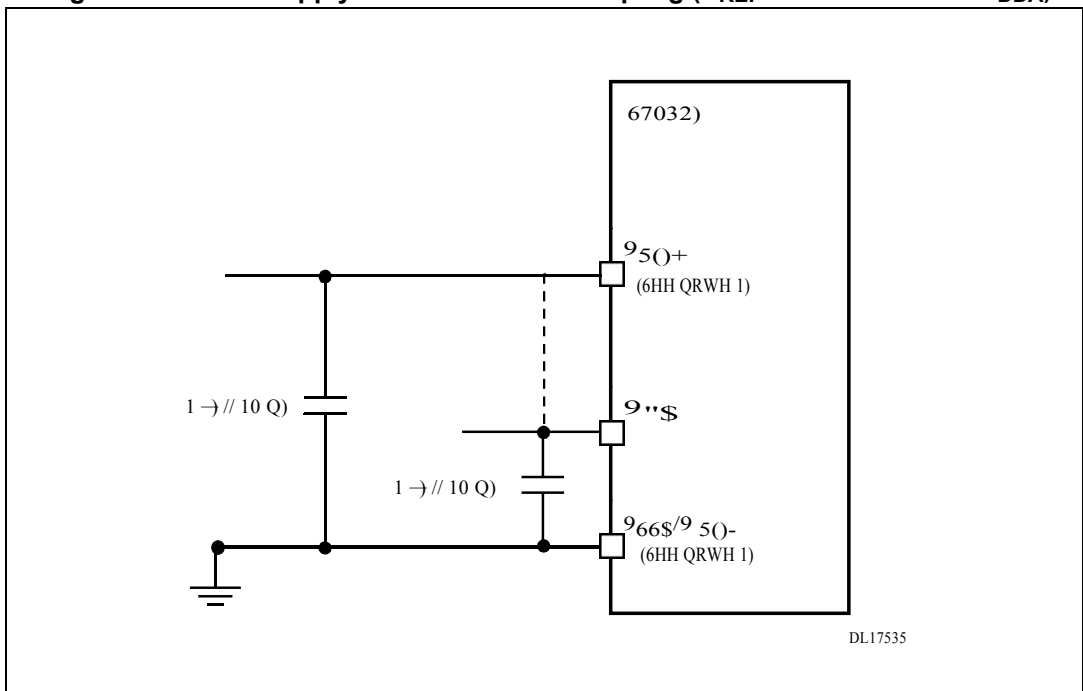 67032)
95()+
(6HH QRWH 1)
1 →) // 10 Q)
9"$
1 →) // 10 Q)
966$/9 5()-
(6HH QRWH 1)
DL17535